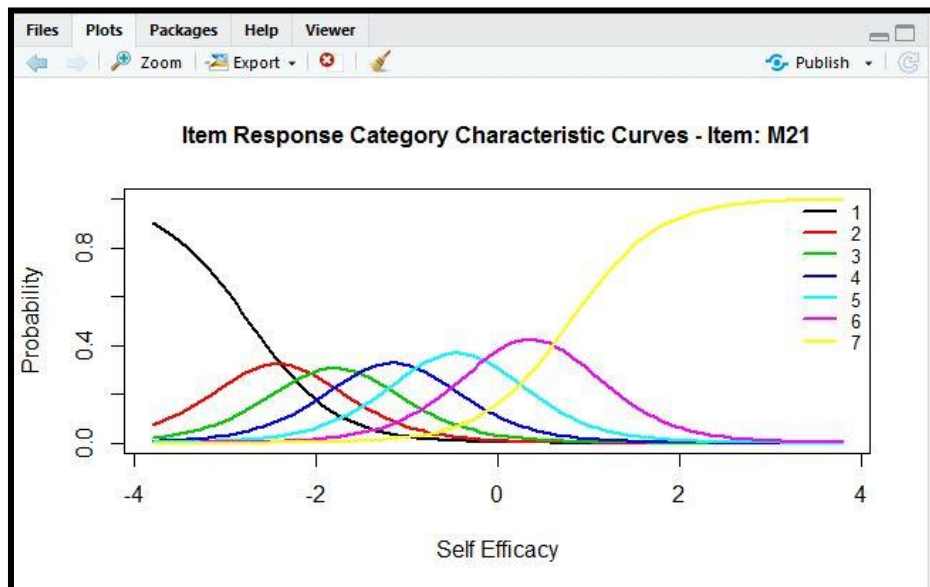 Files Plots Packages Help Viewer
Zoom Export Publish
Item Response Category Characteristic Curves - Item: M21
Probability
0.8
0.4
0.0
-4 -2 0 2 4
Self Efficacy
1
2
3
4
5
6
7